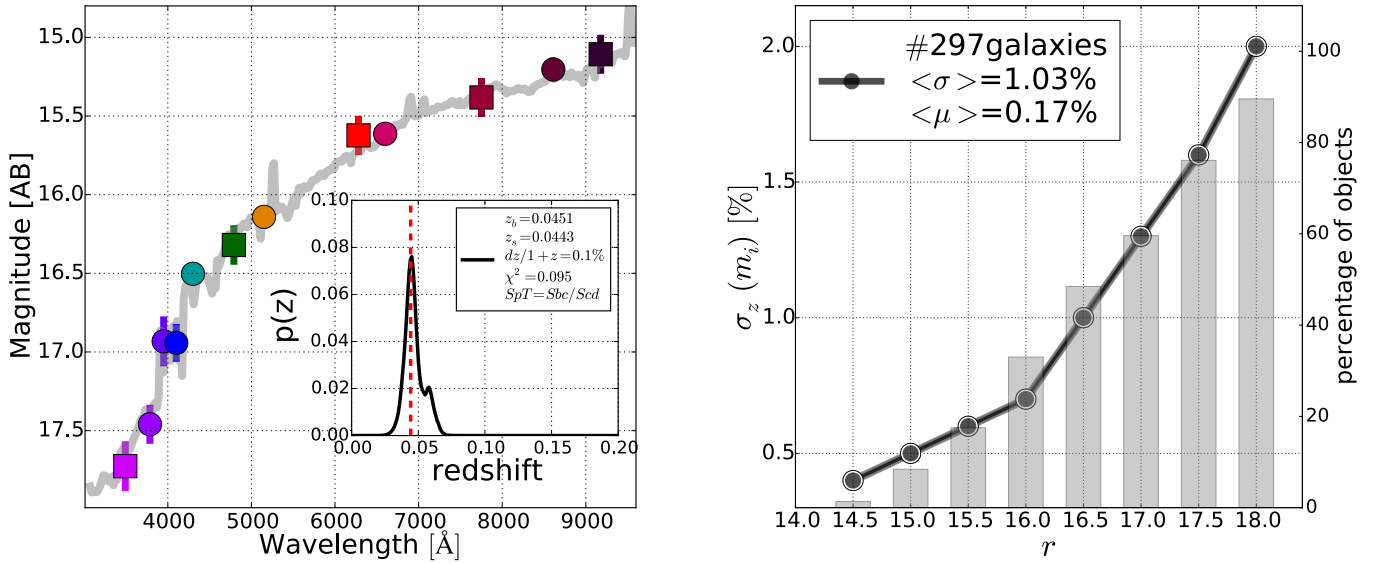 15.0
15.5
16.0
16.5
17.0
17.5
Magnitude [AB]
4000 5000 6000 7000 8000 9000
Wavelength [Å]
0.10
0.08
0.06
0.04
0.02
0.00
p(z)
0.00 0.05 0.10 0.15 0.20
redshift
z_b = 0.0451
z_s = 0.0443
dz/1 + z = 0.1%
χ² = 0.095
SpT = Sbc/Scd
2.0
1.5
1.0
0.5
σ_z (m_i) [%]
#297galaxies
<σ>=1.03%
<μ>=0.17%
14.0 14.5 15.0 15.5 16.0 16.5 17.0 17.5 18.0
r
100
80
60
40
20
0
percentage of objects